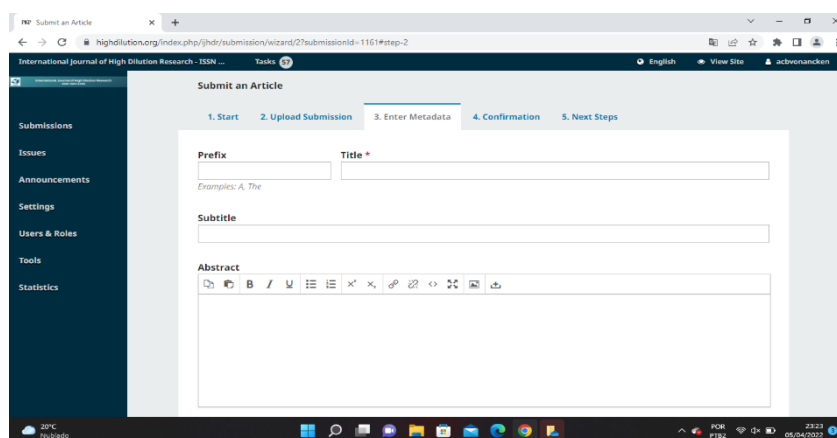 Submit an Article
highdilution.org/index.php/ijhdr/submission/wizard/2?submissionId=1161#step-2
International Journal of High Dilution Research - ISSN ... Tasks 57 English View Site acbvonancken
Submit an Article
1. Start 2. Upload Submission 3. Enter Metadata 4. Confirmation 5. Next Steps
Submissions
Issues
Announcements
Settings
Users & Roles
Tools
Statistics
Prefix Title *
Examples: A, The
Subtitle
Abstract
20°C
Nublado
POR
PTB2
23:23
05/04/2022